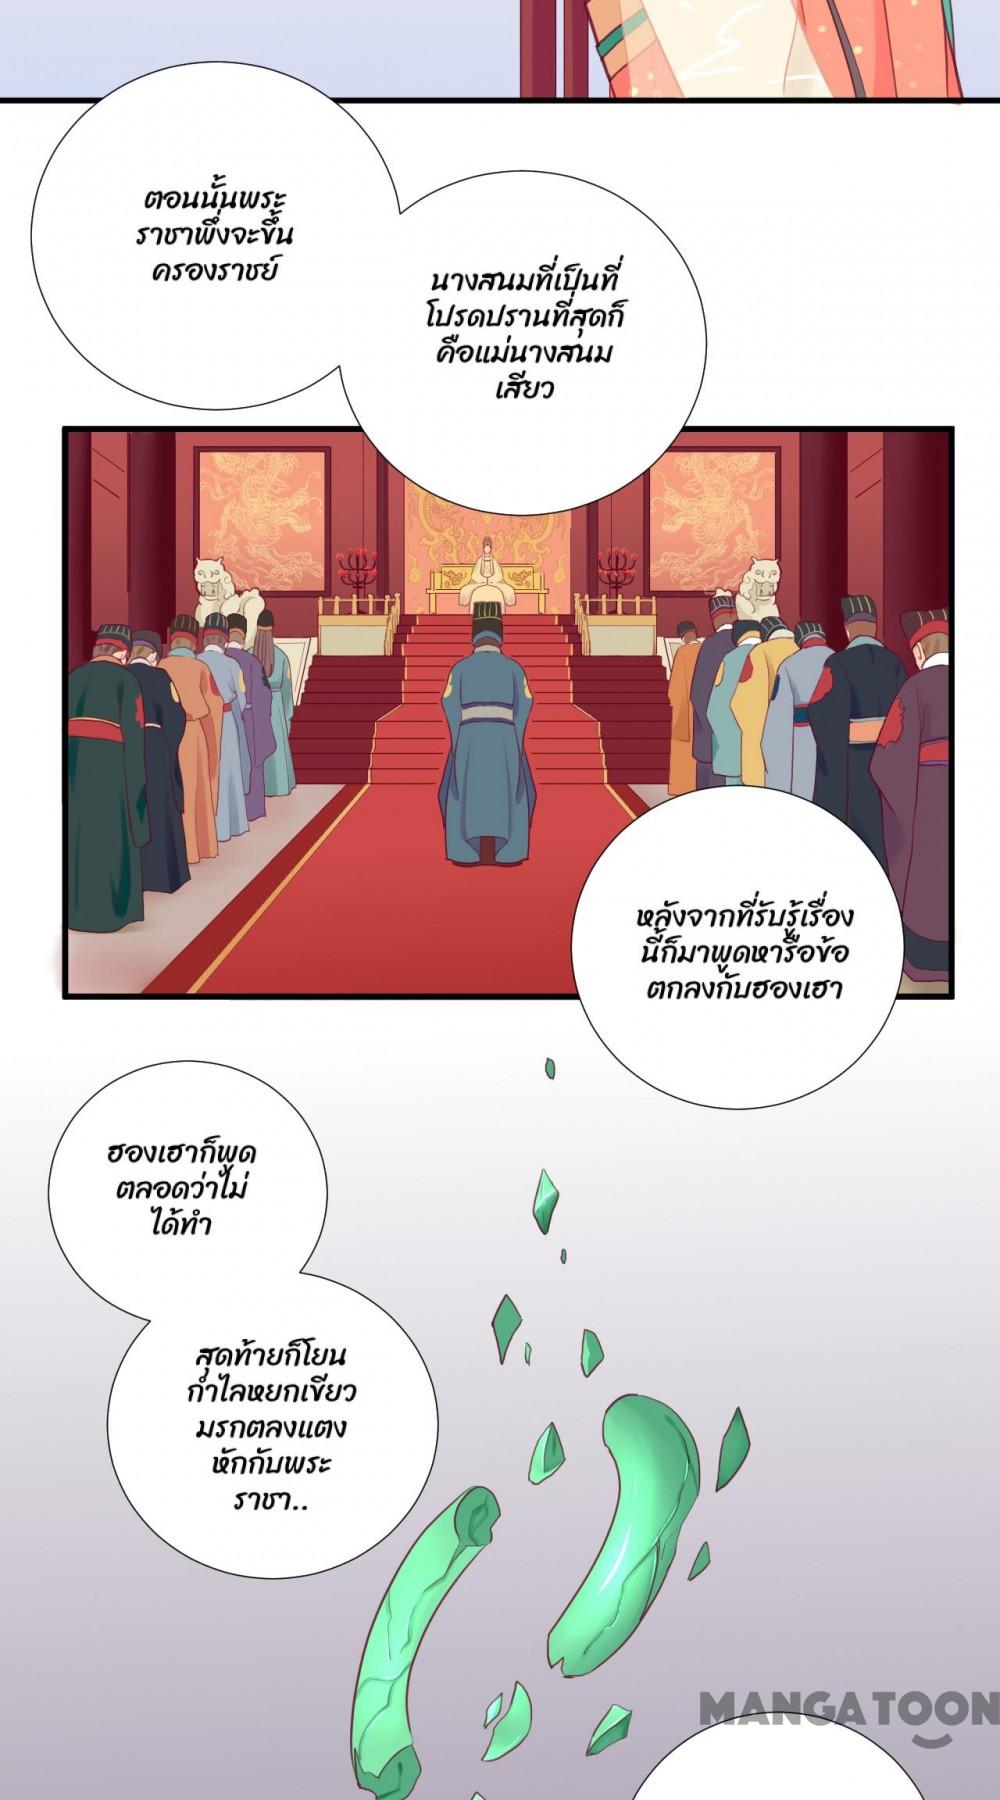 ตอนนั้นพระ
ราชาพึ่งจะขึ้น
ครองราชย์
นางสนมที่เป็นที่
โปรดปรานที่สุดก็
คือแม่นางสนม
เสียว
หลังจากที่รับรู้เรื่อง
นี้ก็มาพูดหารือข้อ
ตกลงกับฮองเฮา
ฮองเฮาก็พูด
ตลอดว่าไม่
ได้ทำ
สุดท้ายก็โยน
กำไลหยกเขียว
มรกตลงแตง
หักกับพระ
ราชา..
MANGATOON